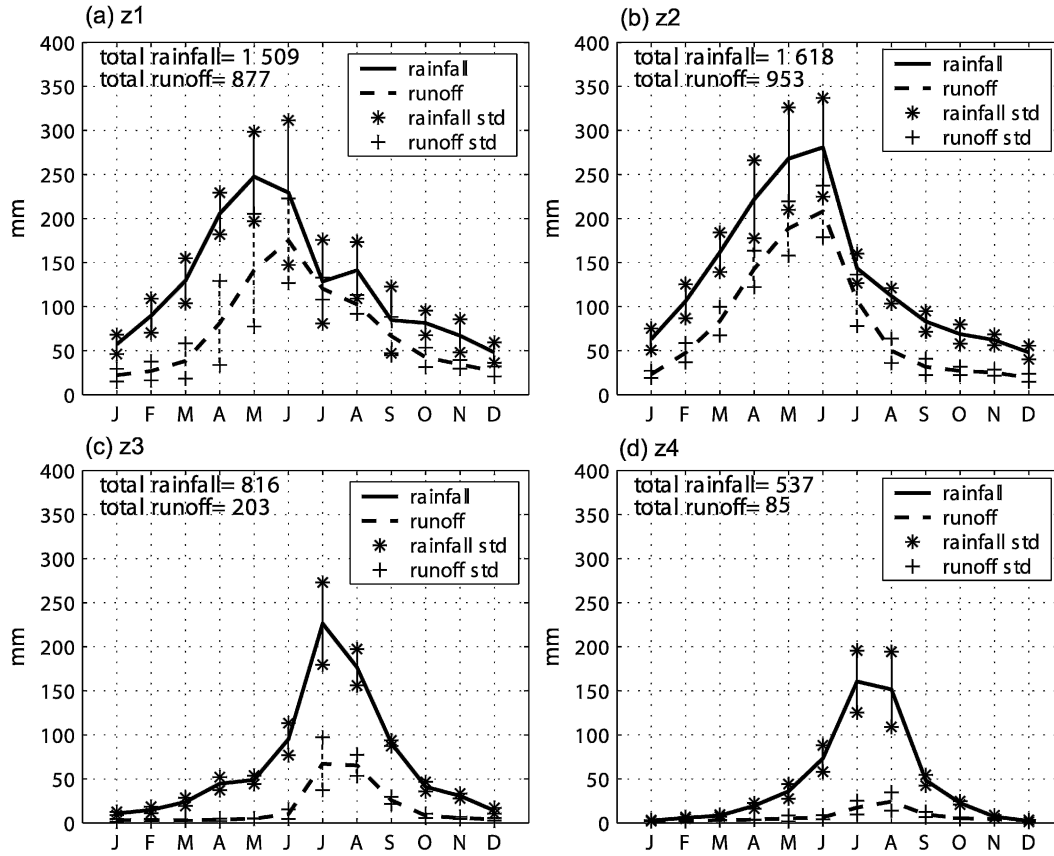 (a) z1
400
350
300
250
200
150
100
50
0
mm
total rainfall= 1 509
total runoff= 877
rainfall
runoff
rainfall std
runoff std
J F M A M J J A S O N D
(b) z2
400
350
300
250
200
150
100
50
0
mm
total rainfall= 1 618
total runoff= 953
rainfall
runoff
rainfall std
runoff std
J F M A M J J A S O N D
(c) z3
400
350
300
250
200
150
100
50
0
mm
total rainfall= 816
total runoff= 203
rainfall
runoff
rainfall std
runoff std
J F M A M J J A S O N D
(d) z4
400
350
300
250
200
150
100
50
0
mm
total rainfall= 537
total runoff= 85
rainfall
runoff
rainfall std
runoff std
J F M A M J J A S O N D